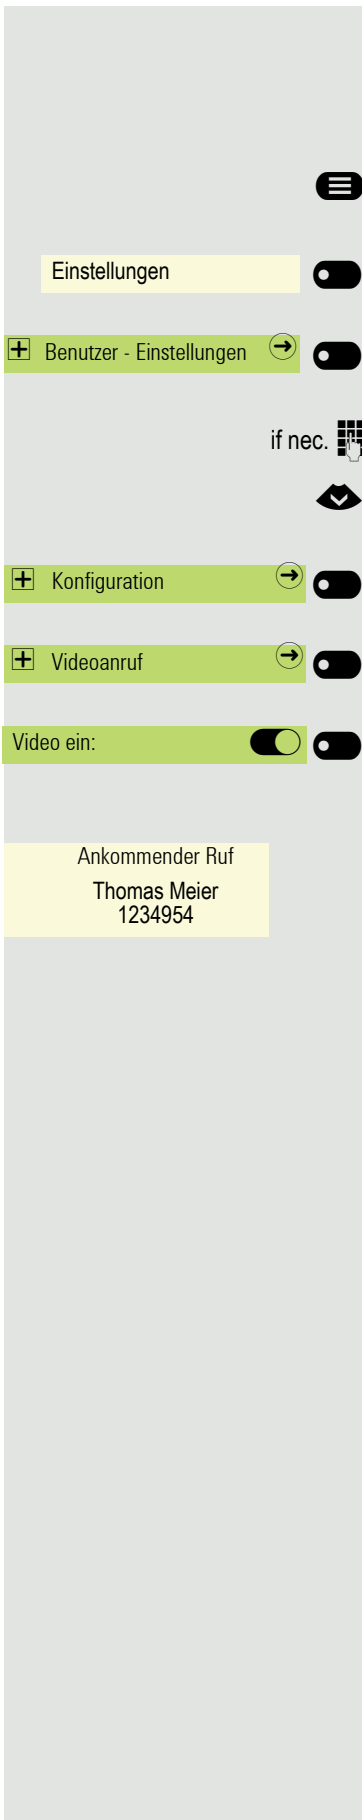 Einstellungen
Benutzer - Einstellungen
if nec.
Konfiguration
Videoanruf
Video ein:
Ankommender Ruf
Thomas Meier
1234954